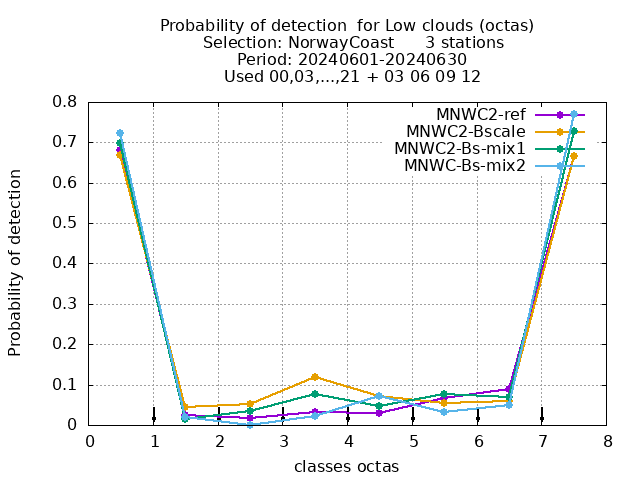 Probability of detection for Low clouds (octas)
Selection: NorwayCoast 3 stations
Period: 20240601-20240630
Used 00,03,...,21 + 03 06 09 12
MNWC2-ref
MNWC2-Bscale
MNWC2-Bs-mix1
MNWC-Bs-mix2
Probability of detection
0.8
0.7
0.6
0.5
0.4
0.3
0.2
0.1
0
0 1 2 3 4 5 6 7 8
classes octas